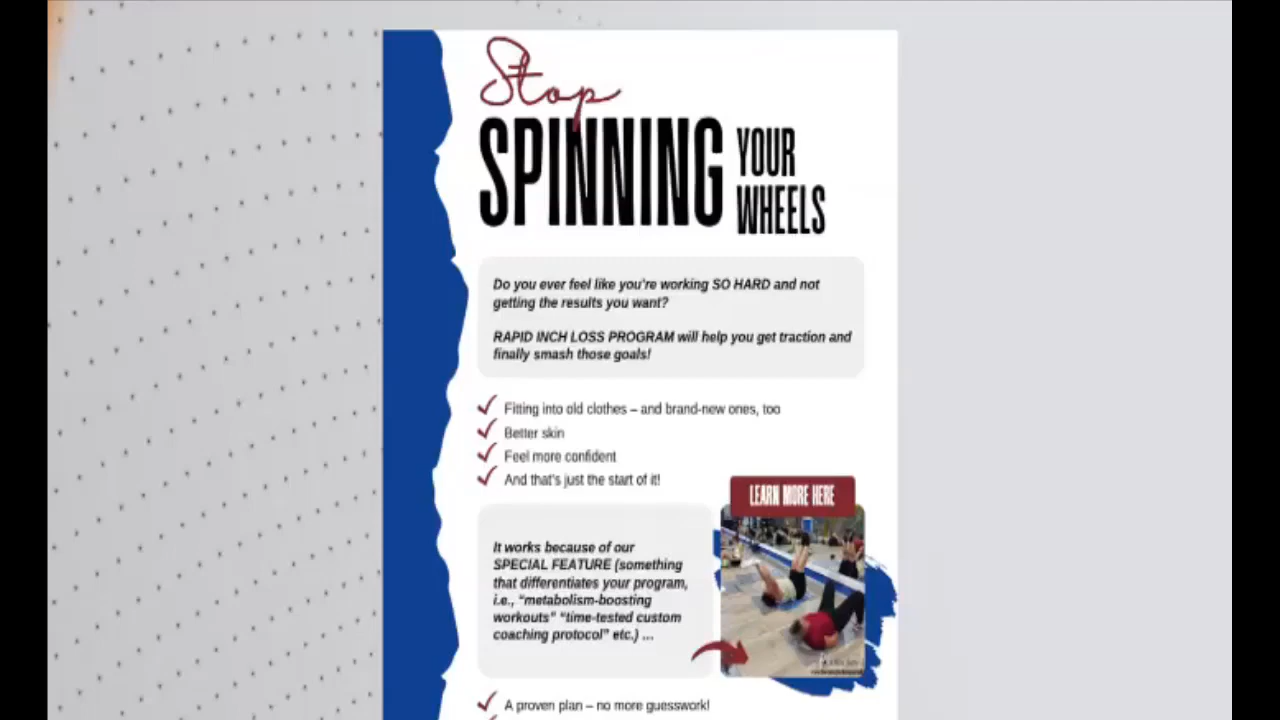 Stop
SPINNING YOUR
WHEELS
Do you ever feel like you're working SO HARD and not
getting the results you want?
RAPID INCH LOSS PROGRAM will help you get traction and
finally smash those goals!
Fitting into old clothes – and brand-new ones, too
Better skin
Feel more confident
And that's just the start of it!
LEARN MORE HERE
It works because of our
SPECIAL FEATURE (something
that differentiates your program,
i.e., "metabolism-boosting
workouts" "time-tested custom
coaching protocol" etc.) ...
A proven plan – no more guesswork!